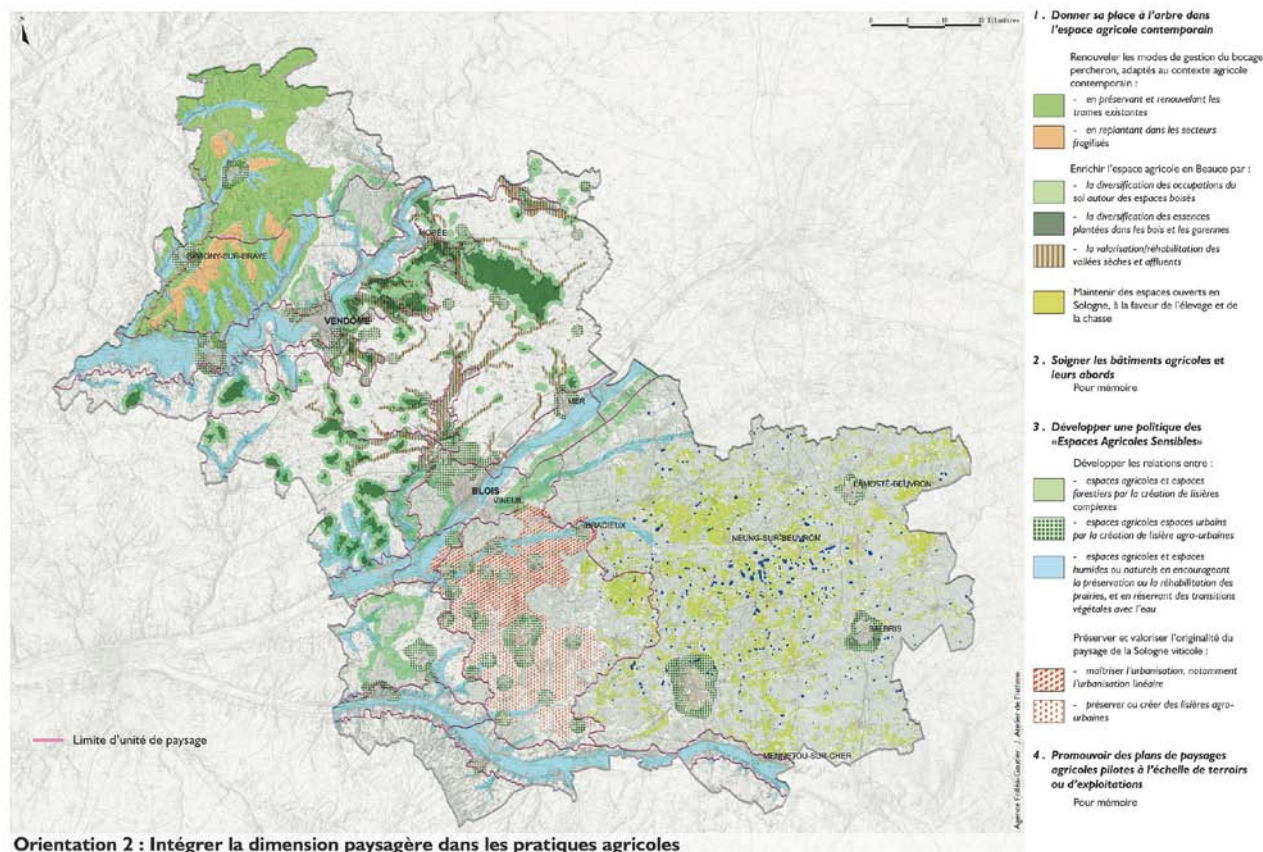 1 . Donner sa place à l'arbre dans
l'espace agricole contemporain
Renouveler les modes de gestion du bocage
percheron, adaptés au contexte agricole
contemporain :
- en préservant et renouvelant les
trames existantes
- en replantant dans les secteurs
fragilisés
Enrichir l'espace agricole en Beauce par :
- la diversification des occupations du
sol autour des espaces boisés
- la diversification des essences
plantées dans les bois et les garennes
- la valorisation/réhabilitation des
vallées sèches et affluents
Maintenir des espaces ouverts en
Sologne, à la faveur de l'élevage et de
la chasse
2 . Soigner les bâtiments agricoles et
leurs abords
Pour mémoire
3 . Développer une politique des
«Espaces Agricoles Sensibles»
Développer les relations entre :
- espaces agricoles et espaces
forestiers par la création de lisières
complexes
- espaces agricoles espaces urbains
par la création de lisière agro-urbaines
- espaces agricoles et espaces
humides ou naturels en encourageant
la préservation ou la réhabilitation des
prairies, et en réservant des transitions
végétales avec l'eau
Préserver et valoriser l'originalité du
paysage de la Sologne viticole :
- maîtriser l'urbanisation, notamment
l'urbanisation linéaire
- préserver ou créer des lisières agro-
urbaines
4 . Promouvoir des plans de paysages
agricoles pilotes à l'échelle de terroirs
ou d'exploitations
Pour mémoire
MORÉE
VENDÔME
MER
BLOIS
VINEUIL
BRACIEUX
LAMOTTE-BEUVRON
NEUNG-SUR-BEUVRON
SALBRIS
MENNETOU-SUR-CHER
Limite d'unité de paysage
Orientation 2 : Intégrer la dimension paysagère dans les pratiques agricoles